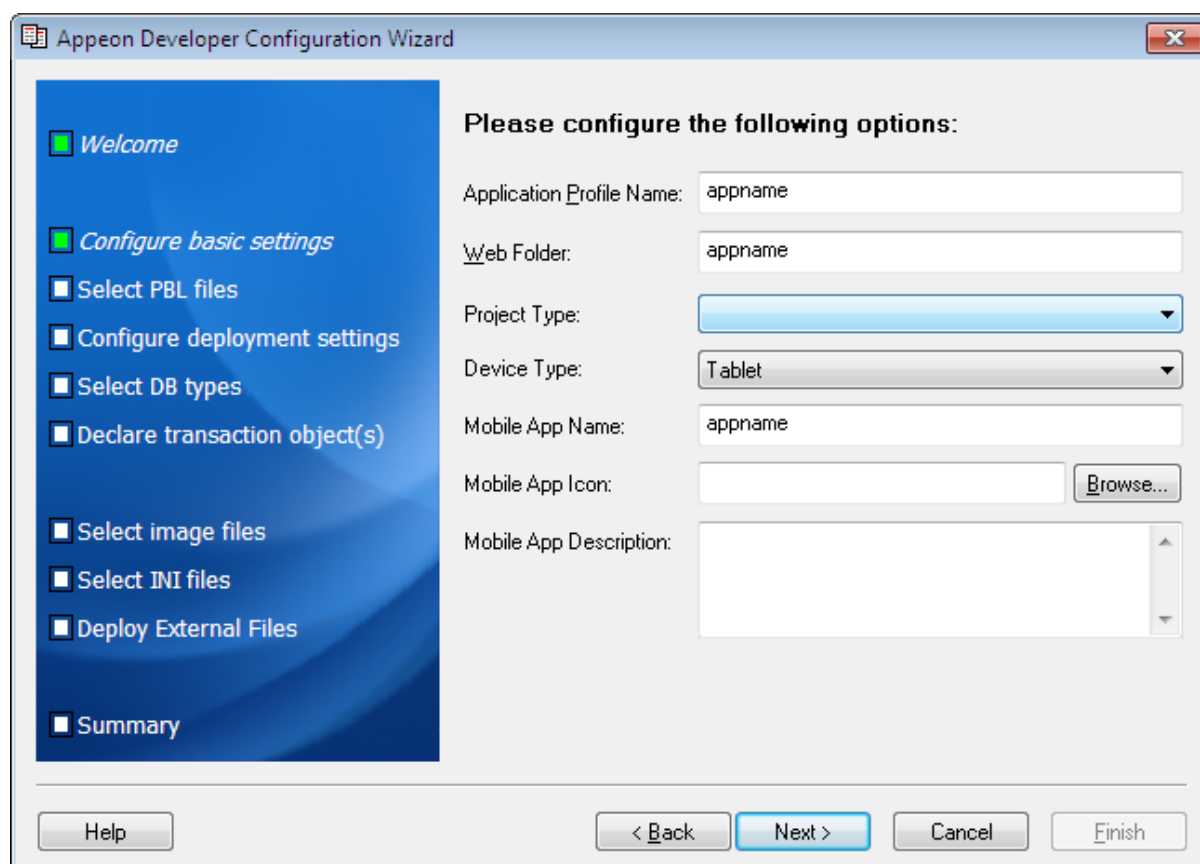 Appeon Developer Configuration Wizard
Welcome
Configure basic settings
Select PBL files
Configure deployment settings
Select DB types
Declare transaction object(s)
Select image files
Select INI files
Deploy External Files
Summary
Please configure the following options:
Application Profile Name: appname
Web Folder: appname
Project Type:
Device Type: Tablet
Mobile App Name: appname
Mobile App Icon: Browse...
Mobile App Description:
Help < Back Next > Cancel Finish